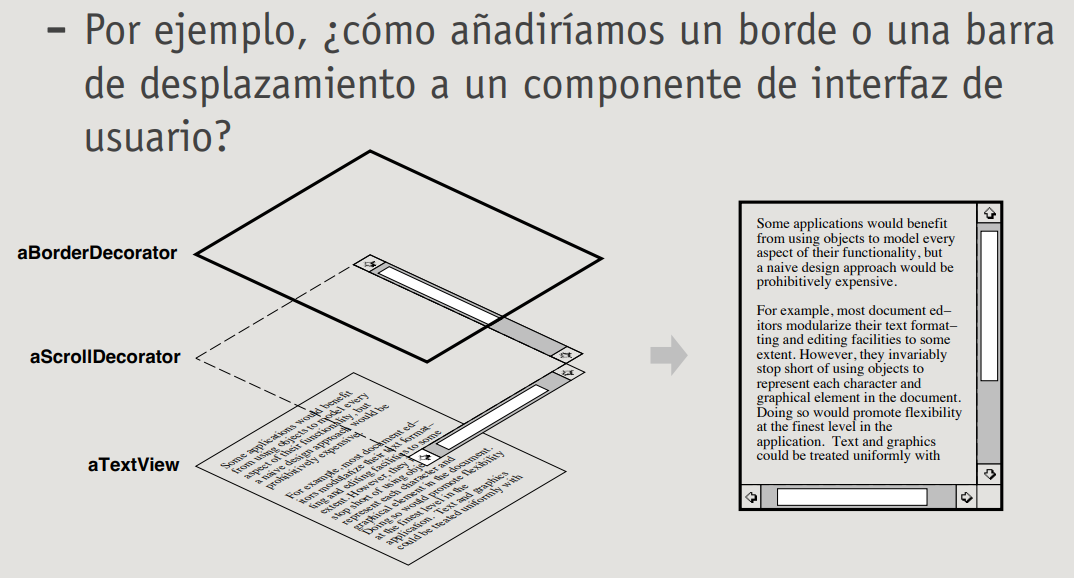 – Por ejemplo, ¿cómo añadiríamos un borde o una barra
de desplazamiento a un componente de interfaz de
usuario?
aBorderDecorator
aScrollDecorator
aTextView
Some applications would benefit
from using objects to model every
aspect of their functionality, but
a naive design approach would be
prohibitively expensive.
For example, most document ed–
itors modularize their text format–
ting and editing facilities to some
extent. However, they
stop short of using
represent each character and
graphical element in the document.
Doing so would promote flexibility
at the finest level in the
application. Text and graphics
could be treated uniformly with
Some applications would benefit
from using objects to model every
aspect of their functionality, but
a naive design approach would be
prohibitively expensive.
For example, most document ed–
itors modularize their text format–
ting and editing facilities to some
extent. However, they invariably
stop short of using objects to
represent each character and
graphical element in the document.
Doing so would promote flexibility
at the finest level in the
application. Text and graphics
could be treated uniformly with